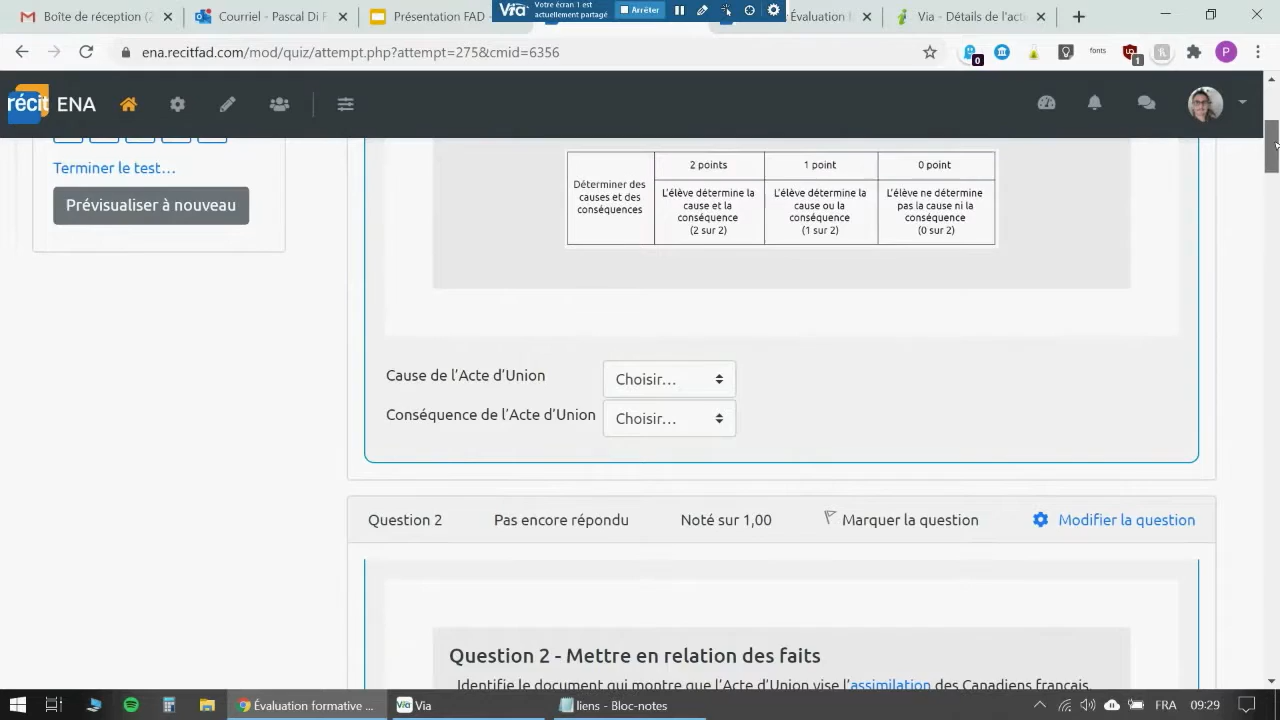 Boîte de réception (
Courriel - Pascal Di F
Présentation FAD -
Via
Votre écran 1 est
actuellement partagé
Arrêter
Évaluation
Via - Détails de l'acte
ena.recitfad.com/mod/quiz/attempt.php?attempt=275&cmid=6356
0
fonts
1
P
récit ENA
Terminer le test…
Prévisualiser à nouveau
Déterminer des
causes et des
conséquences
2 points
1 point
0 point
L'élève détermine la
cause et la
conséquence
(2 sur 2)
L'élève détermine la
cause ou la
conséquence
(1 sur 2)
L'élève ne détermine
pas la cause ni la
conséquence
(0 sur 2)
Cause de l'Acte d'Union
Choisir…
Conséquence de l'Acte d'Union
Choisir…
Question 2
Pas encore répondu
Noté sur 1,00
Marquer la question
Modifier la question
Question 2 - Mettre en relation des faits
Identifie le document qui montre que l'Acte d'Union vise l'assimilation des Canadiens français.
Évaluation formative ...
Via
liens - Bloc-notes
FRA
09:29